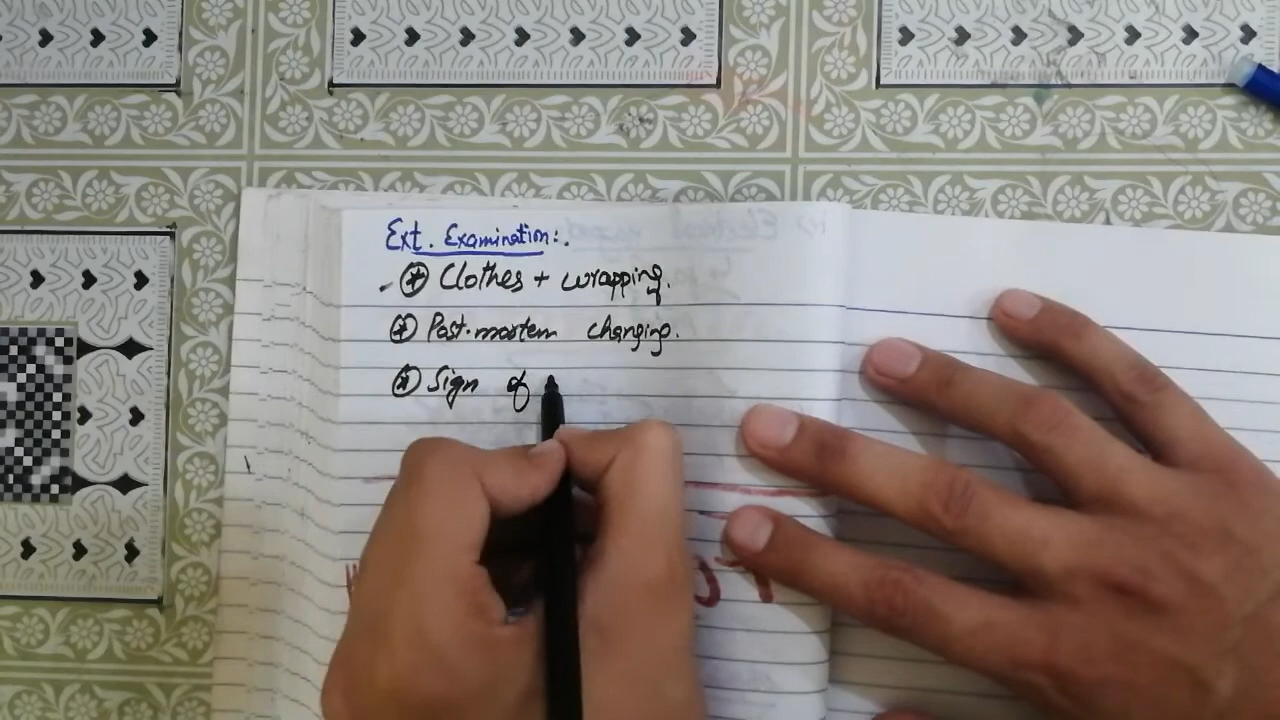 Ext. Examination:.
Clothes + wrapping.
Post-mortem changing.
Sign of